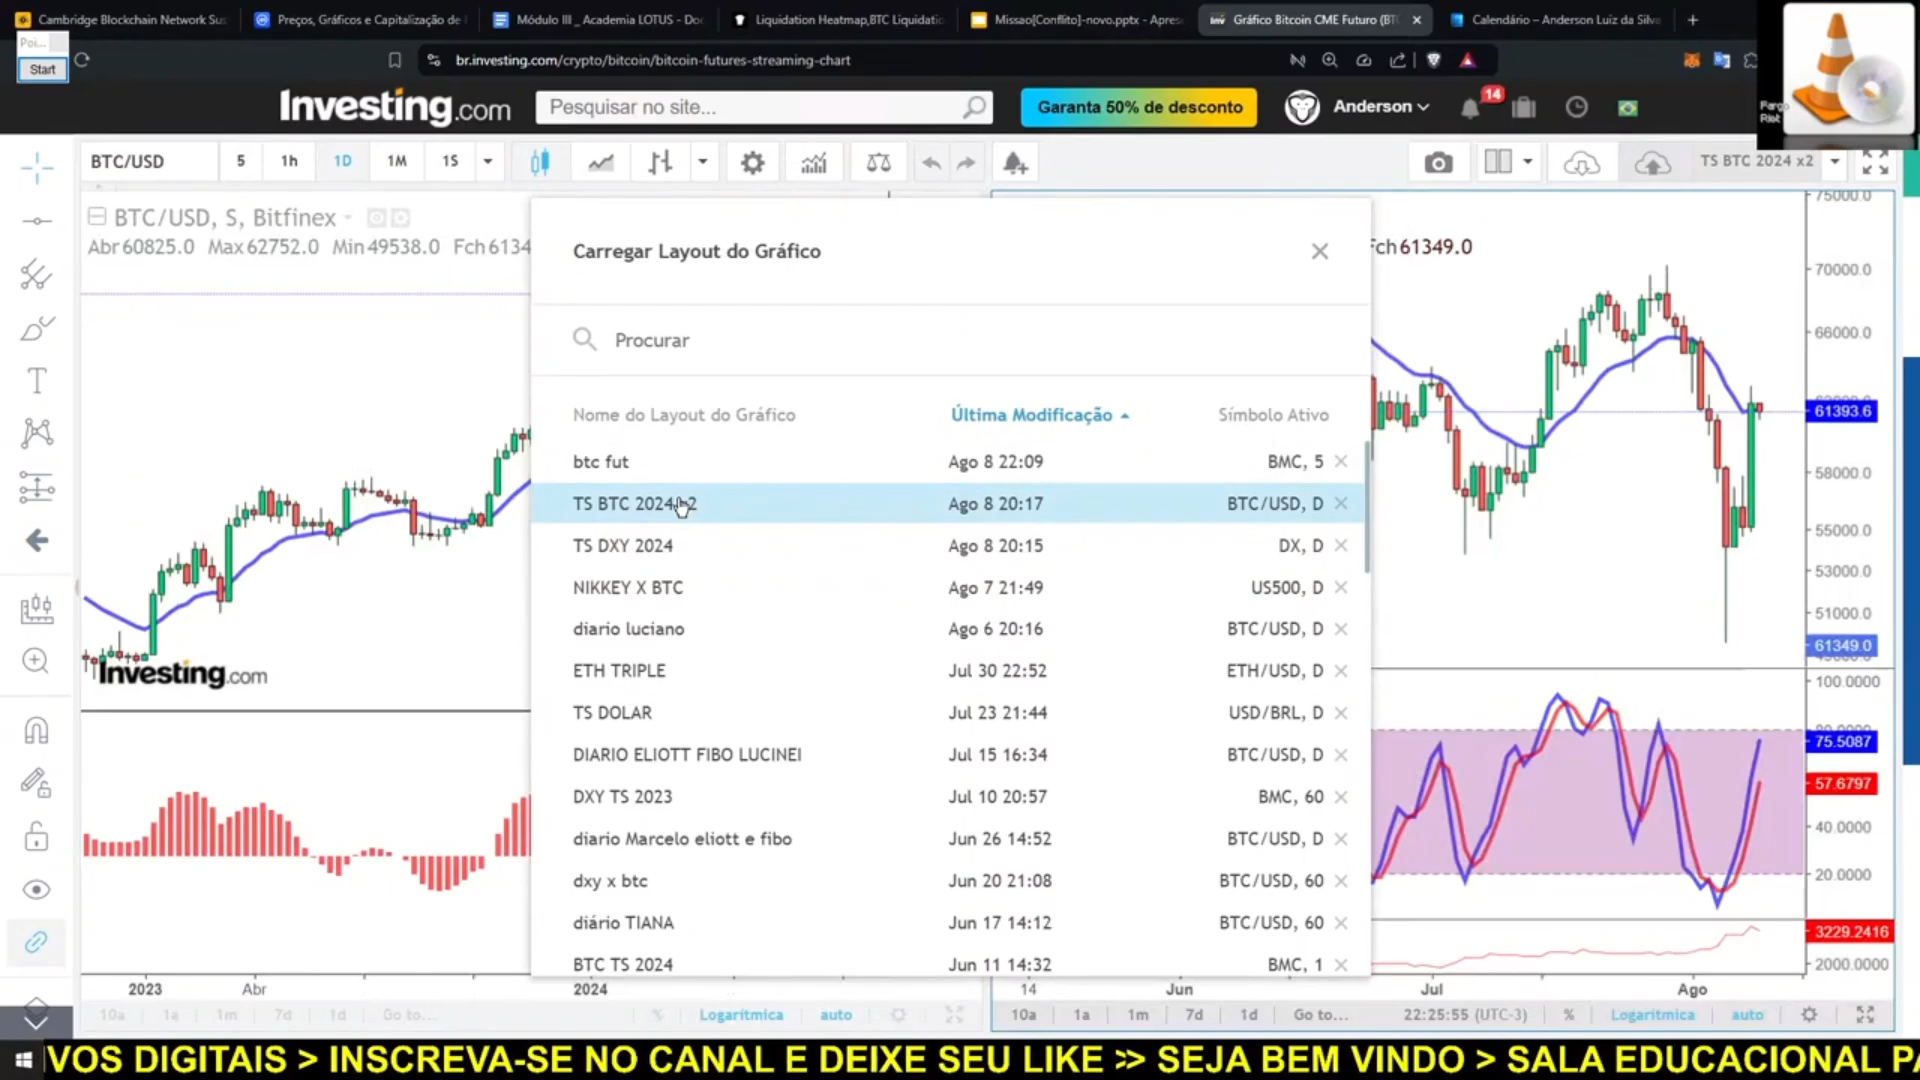 Cambridge Blockchain Network Sus
Preços, Gráficos e Capitalização de
Módulo III _ Academia LOTUS - Doc
Liquidation Heatmap,BTC Liquidatio
Missao[Conflito]-novo.pptx - Aprese
Gráfico Bitcoin CME Futuro (BT
Calendário – Anderson Luiz da Silva
Poi...
Start
br.investing.com/crypto/bitcoin/bitcoin-futures-streaming-chart
Investing.com
Pesquisar no site...
Garanta 50% de desconto
Anderson
14
BTC/USD
5 1h 1D 1M 1S
TS BTC 2024 x2
BTC/USD, S, Bitfinex
Abr 60825.0 Max 62752.0 Min 49538.0 Fch 6134
Fch 61349.0
Carregar Layout do Gráfico
Procurar
Nome do Layout do Gráfico Última Modificação Símbolo Ativo
btc fut Ago 8 22:09 BMC, 5
TS BTC 2024 x2 Ago 8 20:17 BTC/USD, D
TS DXY 2024 Ago 8 20:15 DX, D
NIKKEY X BTC Ago 7 21:49 US500, D
diario luciano Ago 6 20:16 BTC/USD, D
ETH TRIPLE Jul 30 22:52 ETH/USD, D
TS DOLAR Jul 23 21:44 USD/BRL, D
DIARIO ELIOTT FIBO LUCINEI Jul 15 16:34 BTC/USD, D
DXY TS 2023 Jul 10 20:57 BMC, 60
diario Marcelo eliott e fibo Jun 26 14:52 BTC/USD, D
dxy x btc Jun 20 21:08 BTC/USD, 60
diário TIANA Jun 17 14:12 BTC/USD, 60
BTC TS 2024 Jun 11 14:32 BMC, 1
75000.0
70000.0
66000.0
61393.6
58000.0
55000.0
53000.0
51000.0
61349.0
100.0000
75.5087
57.6797
40.0000
20.0000
3229.2416
2000.0000
Investing.com
2023 Abr 2024
14 Jun Jul Ago
10a 1a 1m 7d 1d Go to... % Logarítmica auto
10a 1a 1m 7d 1d Go to... 22:25:55 (UTC-3) % Logarítmica auto
IVOS DIGITAIS > INSCREVA-SE NO CANAL E DEIXE SEU LIKE >> SEJA BEM VINDO > SALA EDUCACIONAL PA